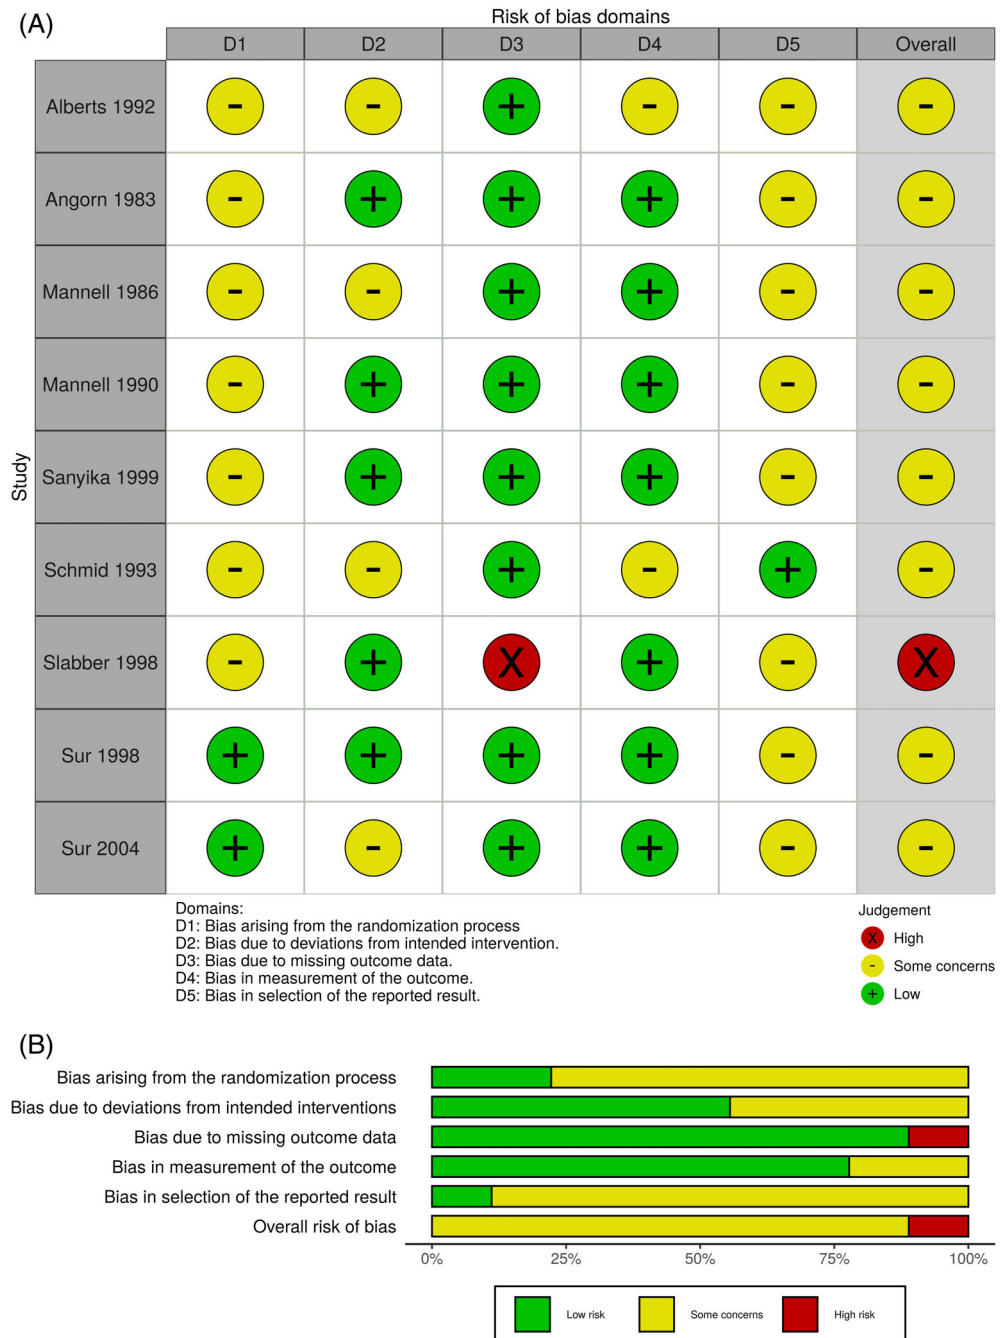 (A)
Risk of bias domains
D1 D2 D3 D4 D5 Overall
Study
Alberts 1992 - - + - - -
Angorn 1983 - + + + - -
Mannell 1986 - - + + - -
Mannell 1990 - + + + - -
Sanyika 1999 - + + + - -
Schmid 1993 - - + - + -
Slabber 1998 - + X + - X
Sur 1998 + + + + - -
Sur 2004 + - + + - -
Domains:
D1: Bias arising from the randomization process
D2: Bias due to deviations from intended intervention.
D3: Bias due to missing outcome data.
D4: Bias in measurement of the outcome.
D5: Bias in selection of the reported result.
Judgement
X High
- Some concerns
+ Low
(B)
Bias arising from the randomization process
Bias due to deviations from intended interventions
Bias due to missing outcome data
Bias in measurement of the outcome
Bias in selection of the reported result
Overall risk of bias
0% 25% 50% 75% 100%
Low risk Some concerns High risk